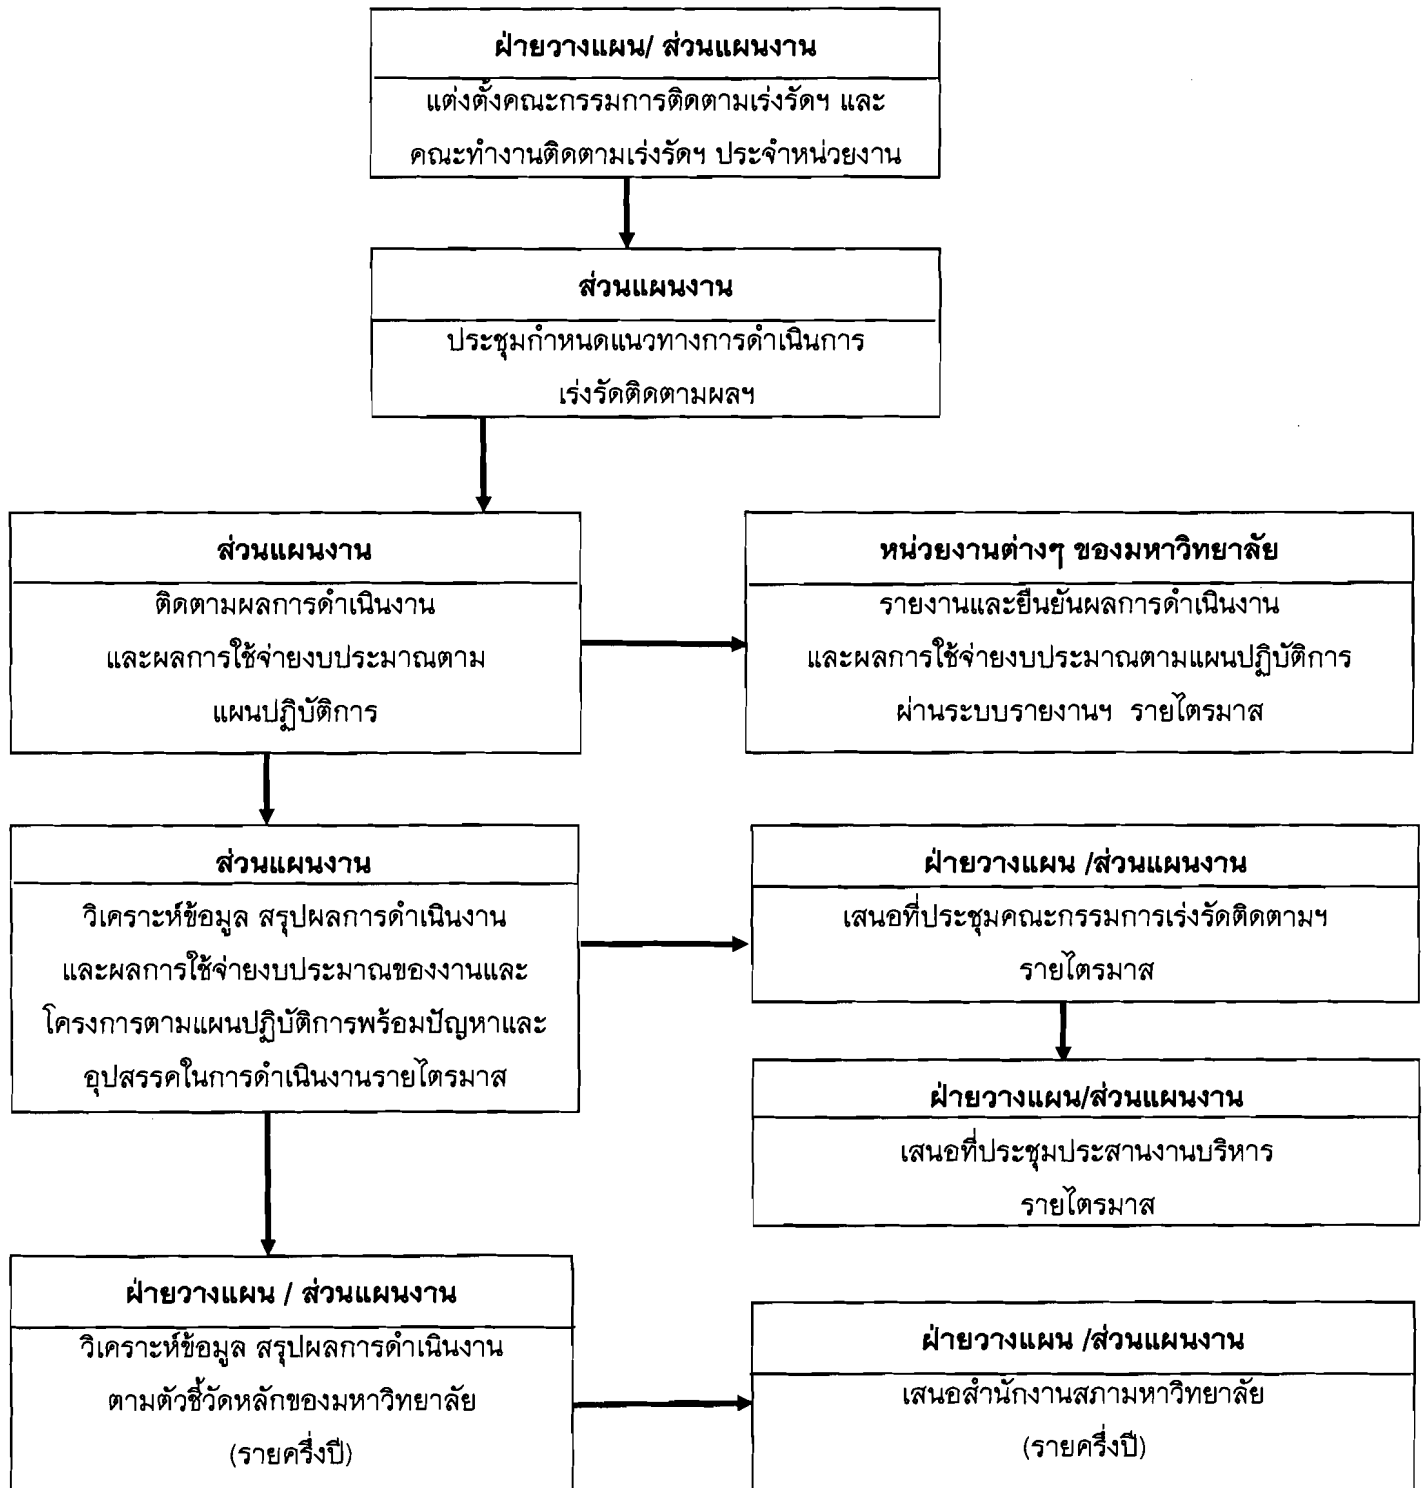 ฝ่ายวางแผน/ ส่วนแผนงาน
แต่งตั้งคณะกรรมการติดตามเร่งรัดฯ และ
คณะทำงานติดตามเร่งรัดฯ ประจำหน่วยงาน
ส่วนแผนงาน
ประชุมกำหนดแนวทางการดำเนินการ
เร่งรัดติดตามผลฯ
ส่วนแผนงาน
ติดตามผลการดำเนินงาน
และผลการใช้จ่ายงบประมาณตาม
แผนปฏิบัติการ
หน่วยงานต่างๆ ของมหาวิทยาลัย
รายงานและยืนยันผลการดำเนินงาน
และผลการใช้จ่ายงบประมาณตามแผนปฏิบัติการ
ผ่านระบบรายงานฯ รายไตรมาส
ส่วนแผนงาน
วิเคราะห์ข้อมูล สรุปผลการดำเนินงาน
และผลการใช้จ่ายงบประมาณของงานและ
โครงการตามแผนปฏิบัติการพร้อมปัญหาและ
อุปสรรคในการดำเนินงานรายไตรมาส
ฝ่ายวางแผน /ส่วนแผนงาน
เสนอที่ประชุมคณะกรรมการเร่งรัดติดตามฯ
รายไตรมาส
ฝ่ายวางแผน/ส่วนแผนงาน
เสนอที่ประชุมประสานงานบริหาร
รายไตรมาส
ฝ่ายวางแผน / ส่วนแผนงาน
วิเคราะห์ข้อมูล สรุปผลการดำเนินงาน
ตามตัวชี้วัดหลักของมหาวิทยาลัย
(รายครึ่งปี)
ฝ่ายวางแผน /ส่วนแผนงาน
เสนอสำนักงานสภามหาวิทยาลัย
(รายครึ่งปี)